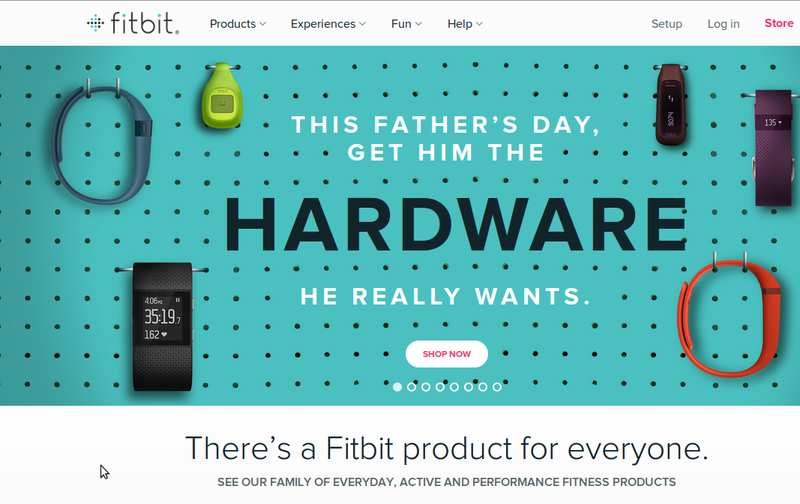 fitbit.
Products Experiences Fun Help Setup Log in Store
THIS FATHER'S DAY,
GET HIM THE
HARDWARE
HE REALLY WANTS.
135
4:06
35:19.7
162
SHOP NOW
There's a Fitbit product for everyone.
SEE OUR FAMILY OF EVERYDAY, ACTIVE AND PERFORMANCE FITNESS PRODUCTS